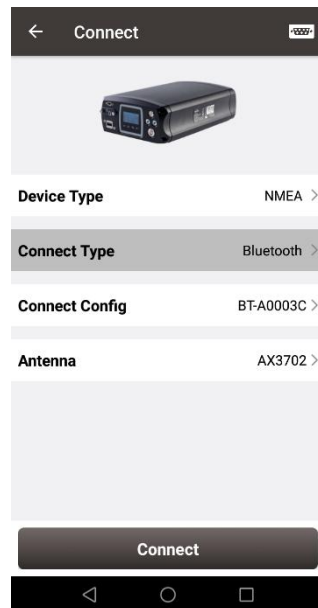 Connect
Device Type NMEA
Connect Type Bluetooth
Connect Config BT-A0003C
Antenna AX3702
Connect